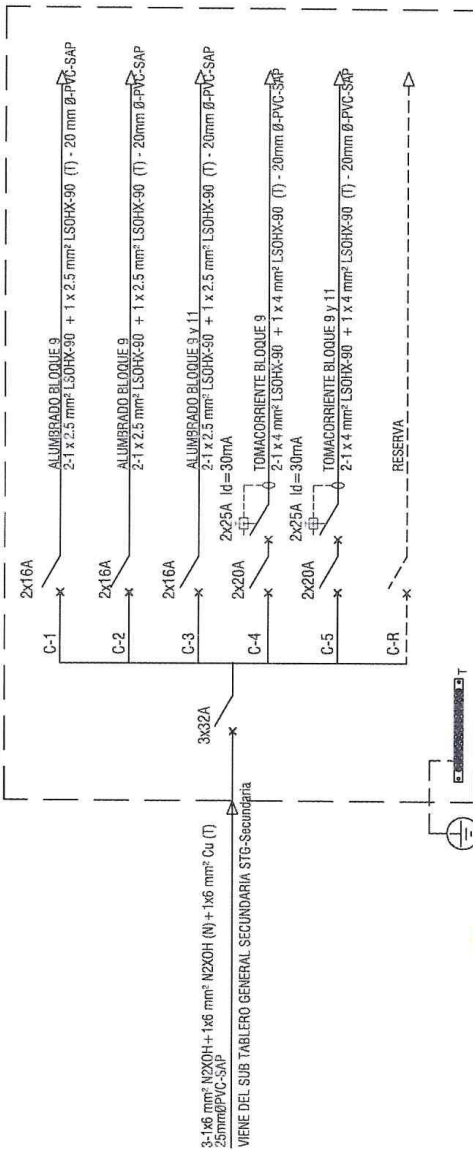 3-1x6 mm² N2XOH+1x6 mm² N2XOH (N)+1x6 mm² Cu (T)
25mmØPVC-SAP
VIENE DEL SUB TABLERO GENERAL SECUNDARIA STG-Secundaria
3x32A
C-1
2x16A
ALUMBRADO BLOQUE 9
2-1 x 2.5 mm² LSOHX-90 + 1 x 2.5 mm² LSOHX-90 (T) - 20 mm Ø-PVC-SAP
C-2
2x16A
ALUMBRADO BLOQUE 9
2-1 x 2.5 mm² LSOHX-90 + 1 x 2.5 mm² LSOHX-90 (T) - 20mm Ø-PVC-SAP
C-3
2x16A
ALUMBRADO BLOQUE 9 y 11
2-1 x 2.5 mm² LSOHX-90 + 1 x 2.5 mm² LSOHX-90 (T) - 20mm Ø-PVC-SAP
C-4
2x20A
2x25A Id=30mA
TOMACORRIENTE BLOQUE 9
2-1 x 4 mm² LSOHX-90 + 1 x 4 mm² LSOHX-90 (T) - 20mm Ø-PVC-SAP
C-5
2x20A
2x25A Id=30mA
TOMACORRIENTE BLOQUE 9 y 11
2-1 x 4 mm² LSOHX-90 + 1 x 4 mm² LSOHX-90 (T) - 20mm Ø-PVC-SAP
C-R
RESERVA
T